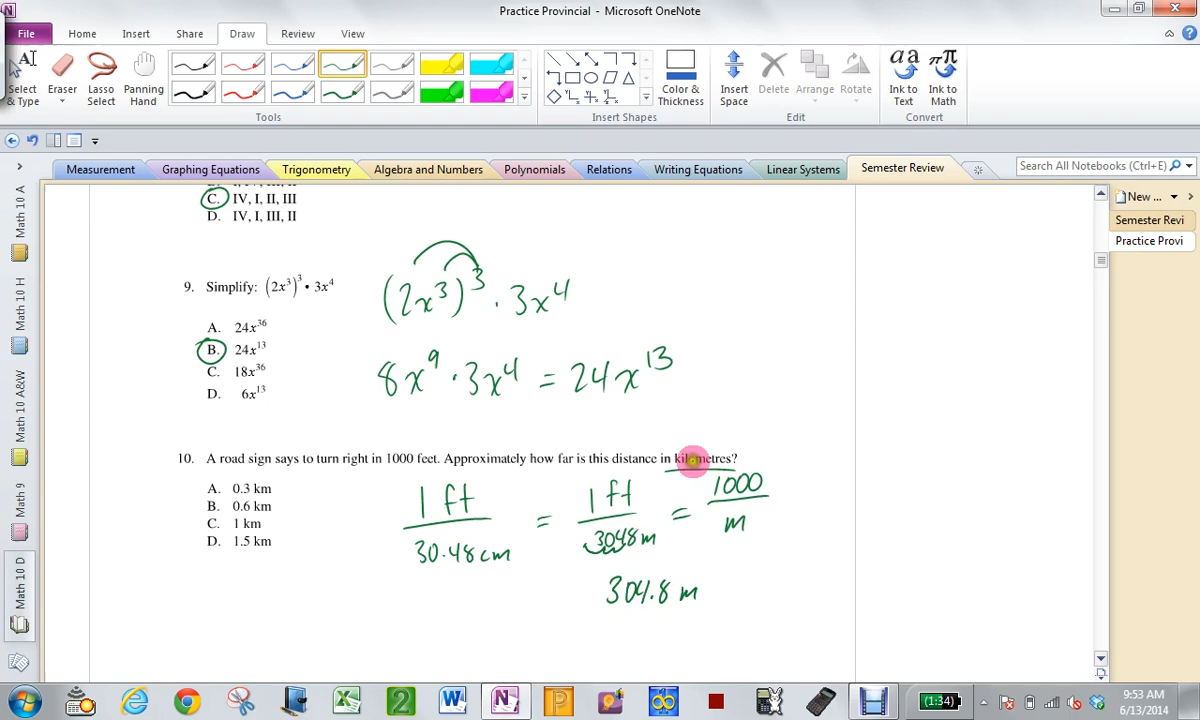 Practice Provincial - Microsoft OneNote
File Home Insert Share Draw Review View
Select & Type
Eraser
Lasso Select
Panning Hand
Color & Thickness
Insert Space
Delete
Arrange
Rotate
Ink to Text
Ink to Math
Tools
Insert Shapes
Edit
Convert
Measurement Graphing Equations Trigonometry Algebra and Numbers Polynomials Relations Writing Equations Linear Systems Semester Review
Search All Notebooks (Ctrl+E)
New ...
Semester Revi
Practice Provi
Math 10 A
Math 10 H
Math 10 A&W
Math 9
Math 10 D
C. IV, I, II, III
D. IV, I, III, II
9. Simplify: (2x³)³ • 3x⁴
A. 24x³⁶
B. 24x¹³
C. 18x³⁶
D. 6x¹³
(2x³)³ · 3x⁴
8x⁹ · 3x⁴ = 24x¹³
10. A road sign says to turn right in 1000 feet. Approximately how far is this distance in kilometres?
A. 0.3 km
B. 0.6 km
C. 1 km
D. 1.5 km
1 ft / 30.48 cm = 1 ft / .3048 m = 1000 / m
304.8 m
(1:34)
9:53 AM
6/13/2014